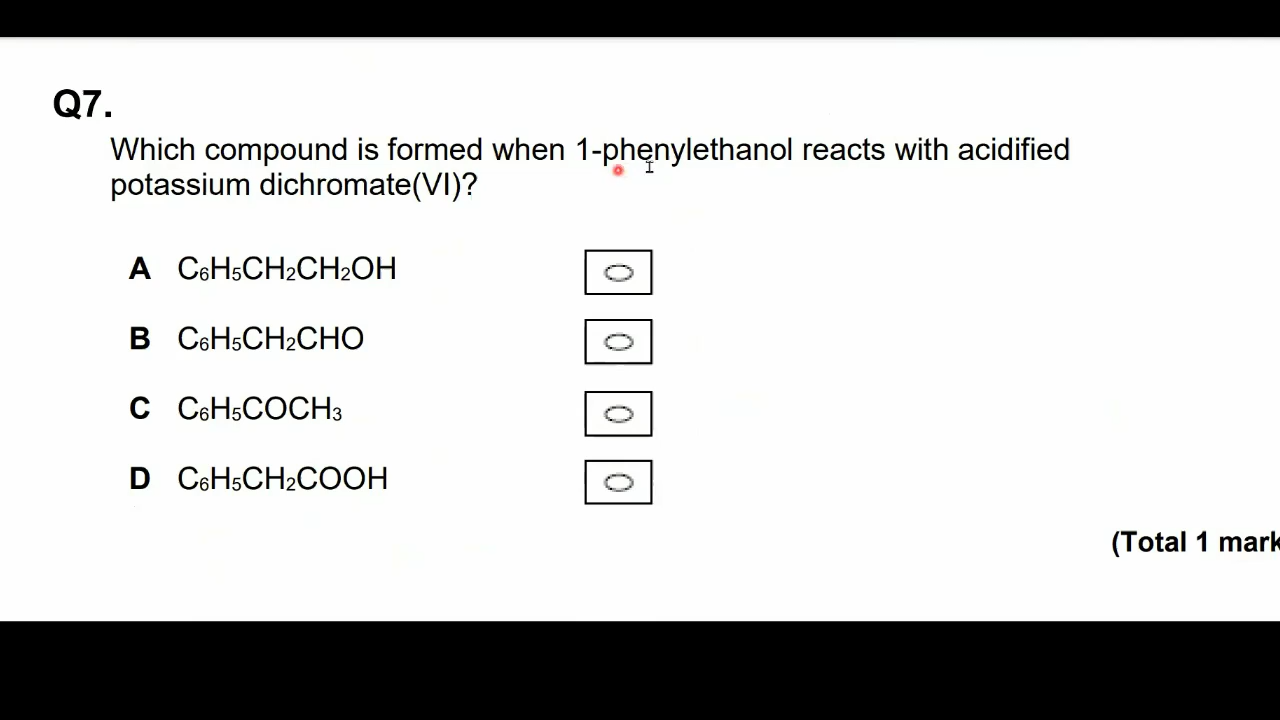 Q7.
Which compound is formed when 1-phenylethanol reacts with acidified
potassium dichromate(VI)?
A C₆H₅CH₂CH₂OH
B C₆H₅CH₂CHO
C C₆H₅COCH₃
D C₆H₅CH₂COOH
(Total 1 mark